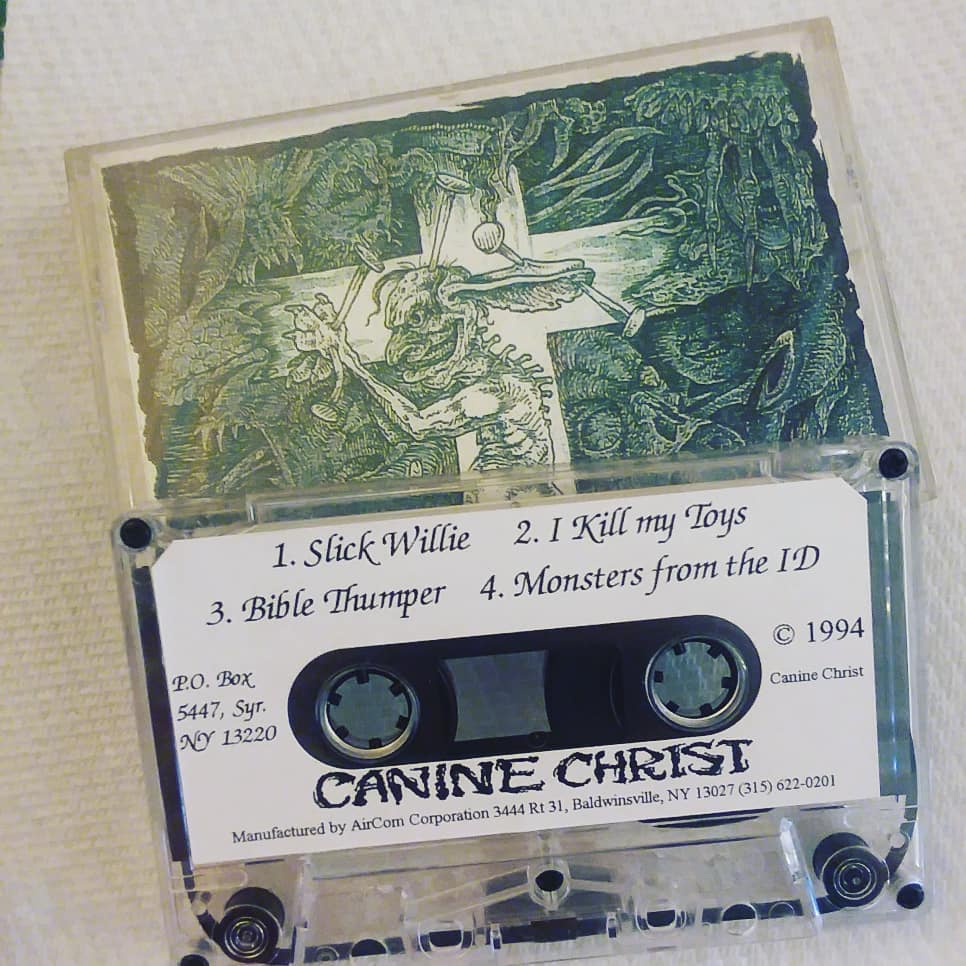 1. Slick Willie 2. I Kill my Toys
3. Bible Thumper 4. Monsters from the ID
© 1994
Canine Christ
P.O. Box
5447, Syr.
NY 13220
CANINE CHRIST
Manufactured by AirCom Corporation 3444 Rt 31, Baldwinsville, NY 13027 (315) 622-0201